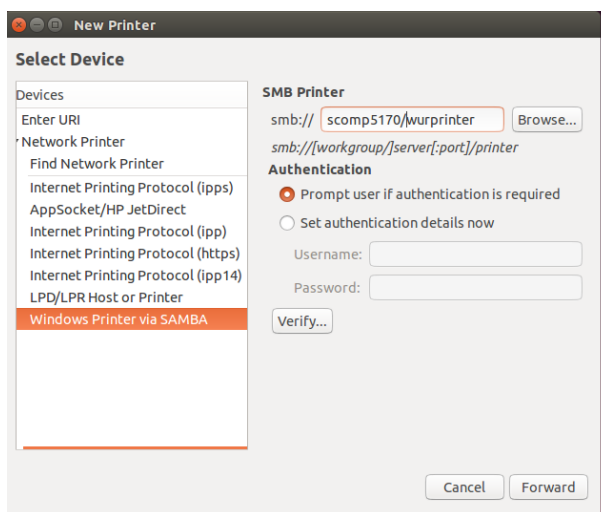 New Printer
Select Device
Devices
Enter URI
Network Printer
Find Network Printer
Internet Printing Protocol (ipps)
AppSocket/HP JetDirect
Internet Printing Protocol (ipp)
Internet Printing Protocol (https)
Internet Printing Protocol (ipp14)
LPD/LPR Host or Printer
Windows Printer via SAMBA
SMB Printer
smb:// scomp5170/wurprinter Browse...
smb://[workgroup/]server[:port]/printer
Authentication
Prompt user if authentication is required
Set authentication details now
Username:
Password:
Verify...
Cancel Forward